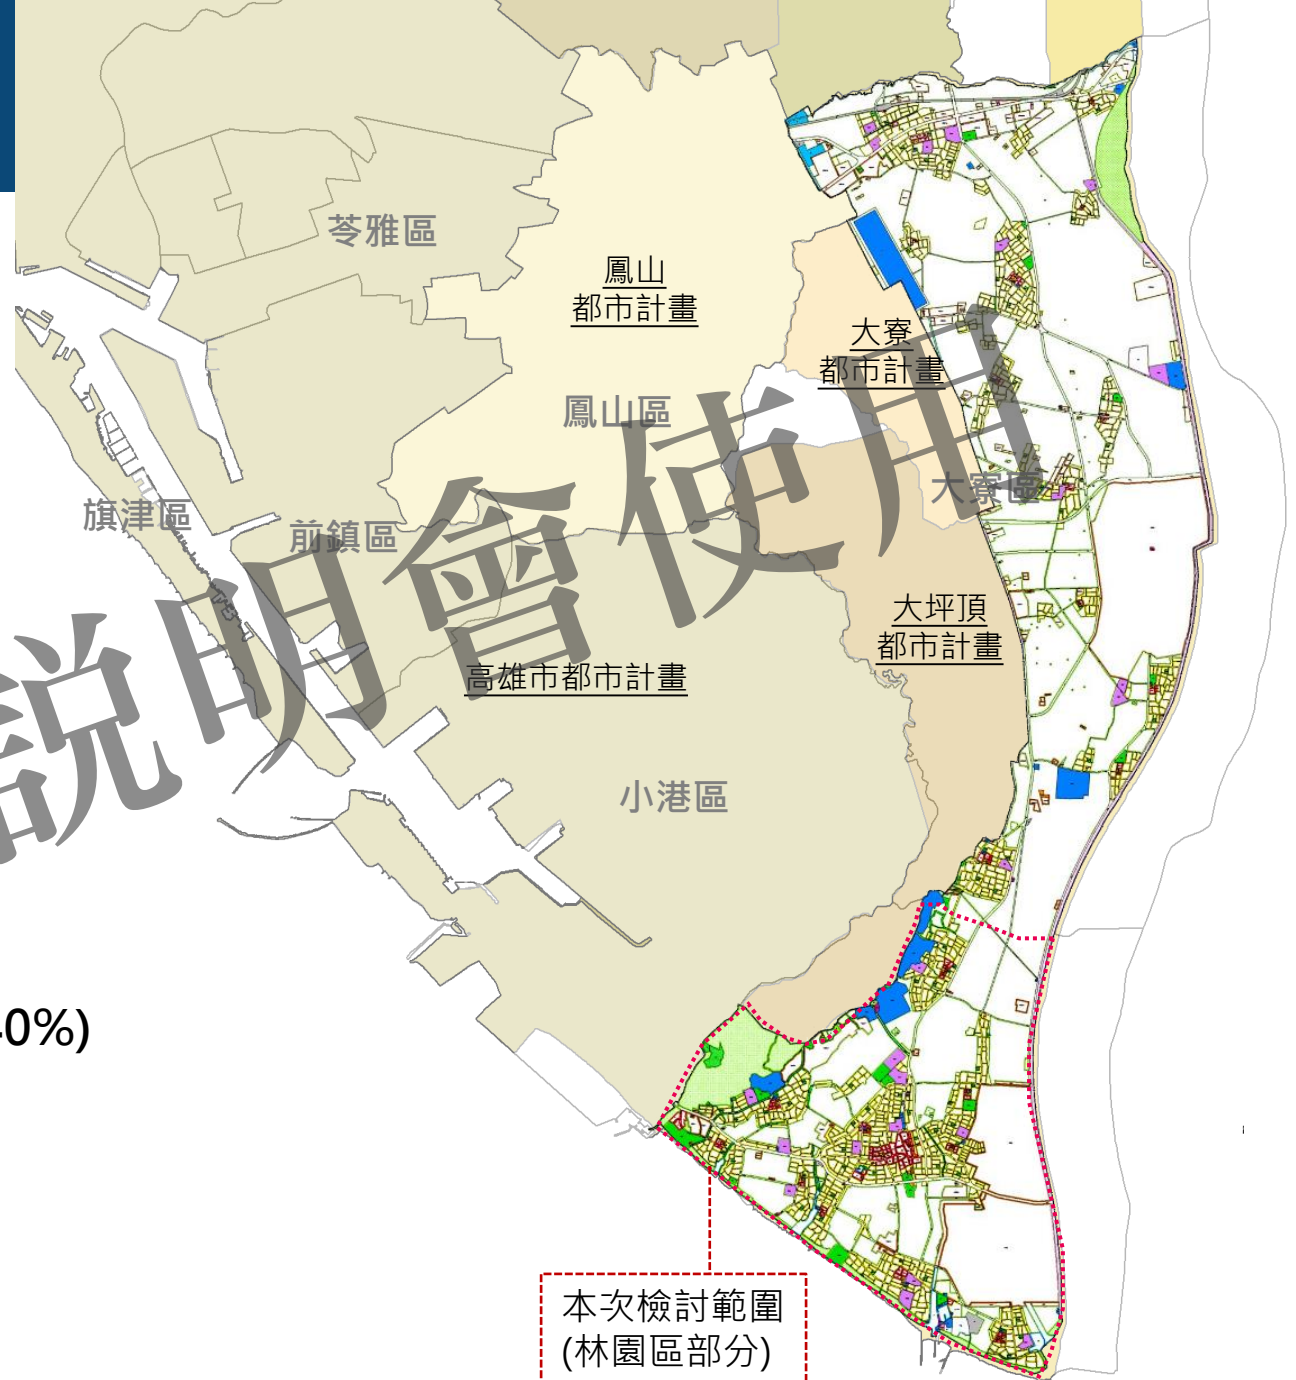 苓雅區
鳳山
都市計畫
大寮
都市計畫
鳳山區
大寮區
旗津區
前鎮區
大坪頂
都市計畫
高雄市都市計畫
小港區
說明會使用
40%)
本次檢討範圍
(林園區部分)